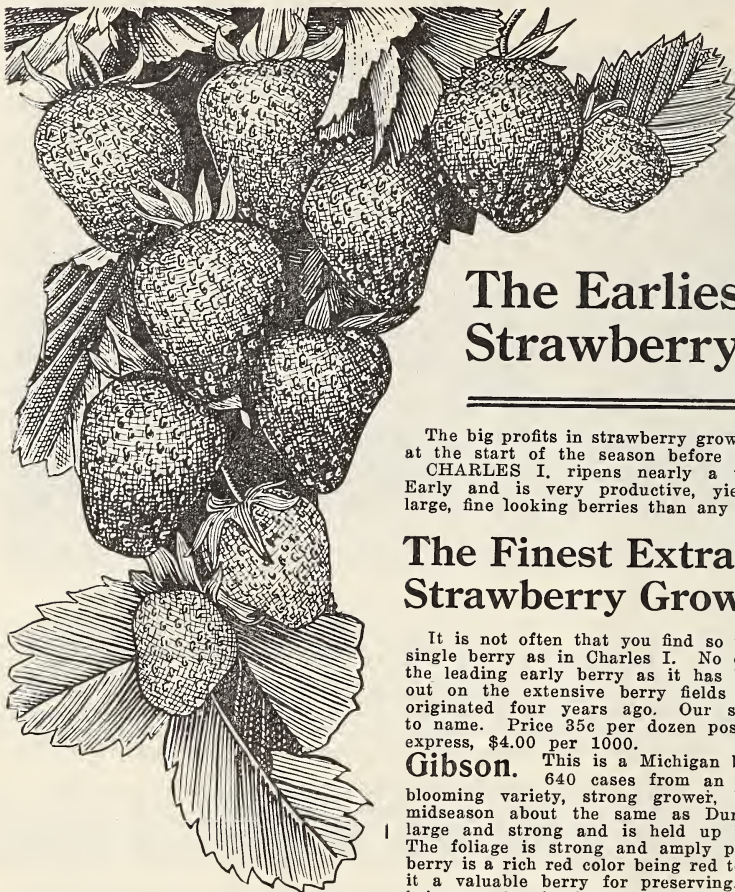 The Earlies
Strawberry
The big profits in strawberry grow
at the start of the season before
CHARLES I. ripens nearly a
Early and is very productive, yie
large, fine looking berries than any
The Finest Extra
Strawberry Grow
It is not often that you find so
single berry as in Charles I. No
the leading early berry as it has
out on the extensive berry fields
originated four years ago. Our s
to name. Price 35c per dozen pos
express, $4.00 per 1000.
Gibson. This is a Michigan
640 cases from an
blooming variety, strong grower,
midseason about the same as Dun
large and strong and is held up
The foliage is strong and amply p
berry is a rich red color being red t
it a valuable berry for preserving,